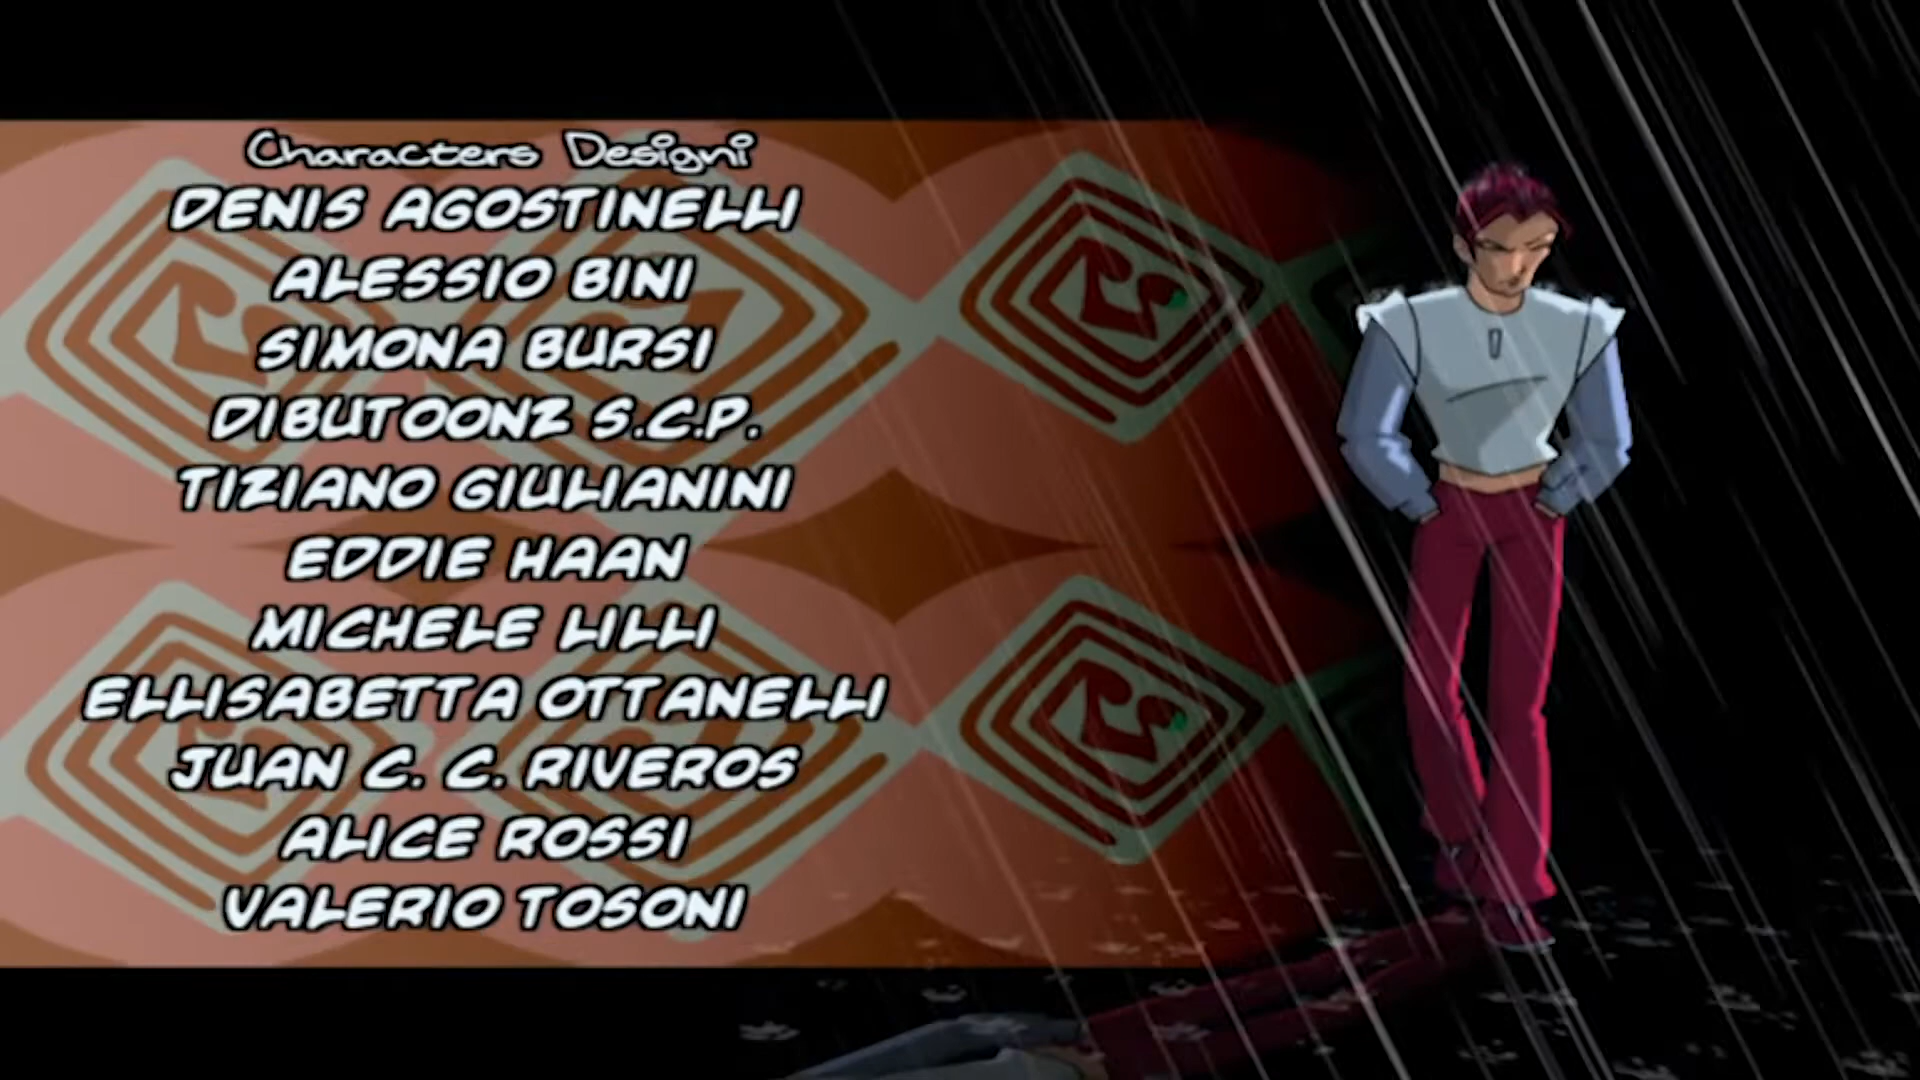 Characters Designi
DENIS AGOSTINELLI
ALESSIO BINI
SIMONA BURSI
DIBUTOONZ S.C.P.
TIZIANO GIULIANINI
EDDIE HAAN
MICHELE LILLI
ELLISABETTA OTTANELLI
JUAN C. C. RIVEROS
ALICE ROSSI
VALERIO TOSONI